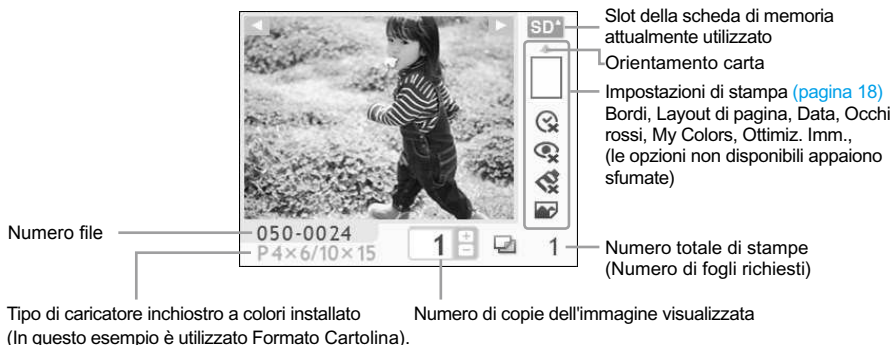 SD
Slot della scheda di memoria
attualmente utilizzato
Orientamento carta
Impostazioni di stampa (pagina 18)
Bordi, Layout di pagina, Data, Occhi
rossi, My Colors, Ottimiz. Imm.,
(le opzioni non disponibili appaiono
sfumate)
Numero file
050-0024
P4×6/10×15
1
+
−
1
Numero totale di stampe
(Numero di fogli richiesti)
Tipo di caricatore inchiostro a colori installato
(In questo esempio è utilizzato Formato Cartolina).
Numero di copie dell'immagine visualizzata